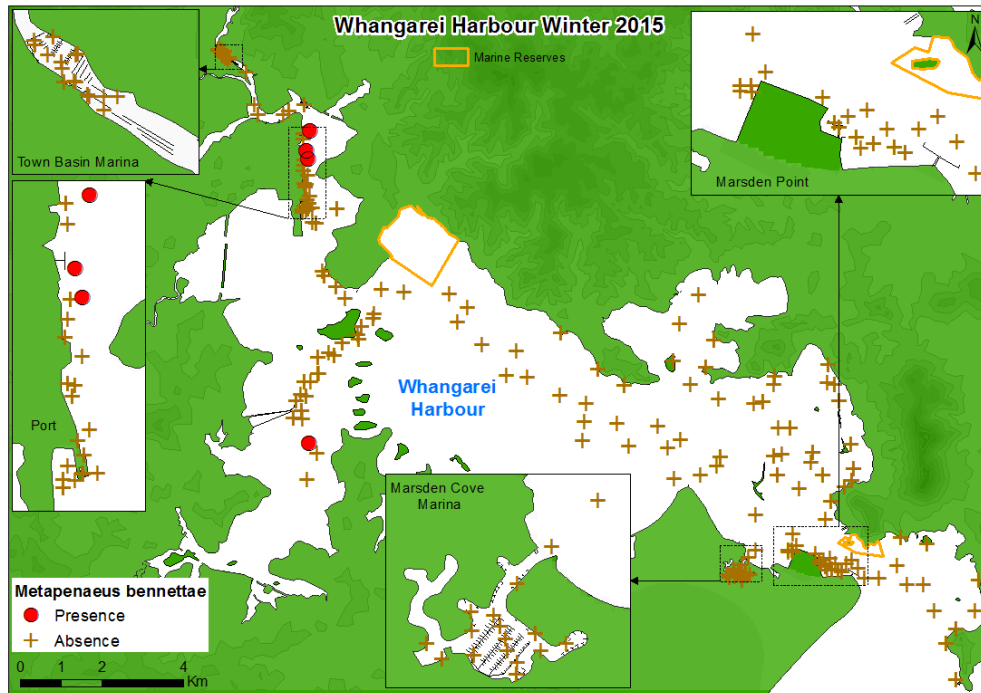 Whangarei Harbour Winter 2015
Marine Reserves
N
Town Basin Marina
Marsden Point
Port
Whangarei
Harbour
Marsden Cove
Marina
Metapenaeus bennettae
Presence
Absence
0 1 2 4
Km